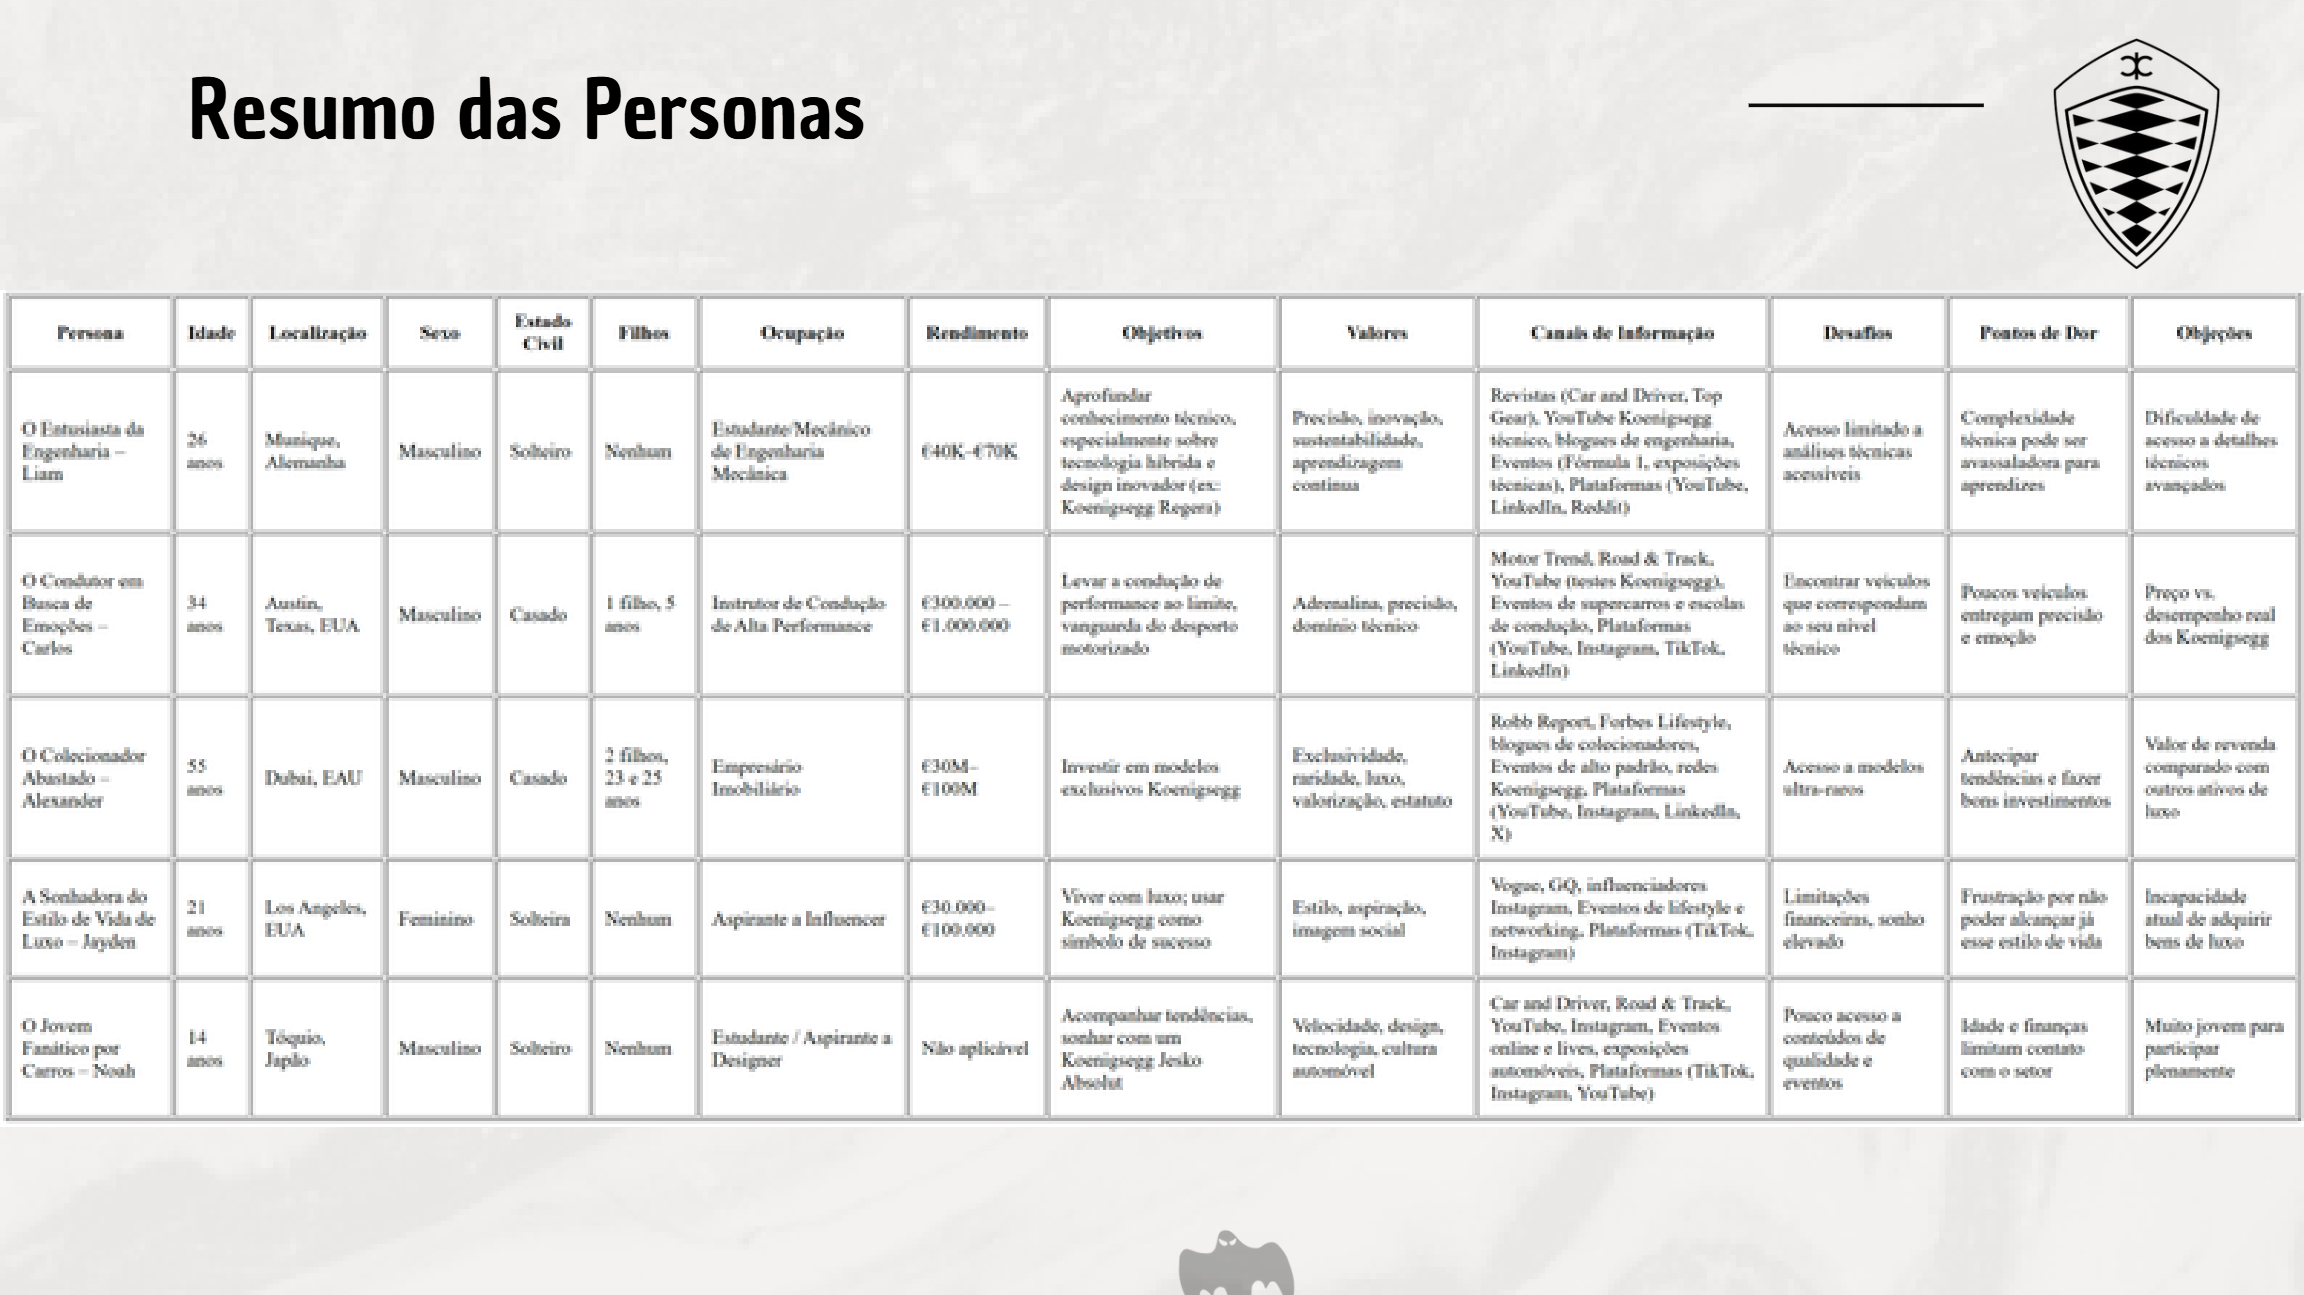 Resumo das Personas
Persona
Idade
Localização
Sexo
Estado
Civil
Filhos
Ocupação
Rendimento
Objetivos
Valores
Canais de Informação
Desafios
Pontos de Dor
Objeções
O Entusiasta da
Engenharia –
Liam
26
anos
Munique,
Alemanha
Masculino
Solteiro
Nenhum
Estudante/Mecânico
de Engenharia
Mecânica
€40K–€70K
Aprofundar
conhecimento técnico,
especialmente sobre
tecnologia híbrida e
design inovador (ex:
Koenigsegg Regera)
Precisão, inovação,
sustentabilidade,
aprendizagem
contínua
Revistas (Car and Driver, Top
Gear), YouTube Koenigsegg
técnico, blogues de engenharia,
Eventos (Fórmula 1, exposições
técnicas), Plataformas (YouTube,
LinkedIn, Reddit)
Acesso limitado a
análises técnicas
acessíveis
Complexidade
técnica pode ser
avassaladora para
aprendizes
Dificuldade de
acesso a detalhes
técnicos
avançados
O Condutor em
Busca de
Emoções –
Carlos
34
anos
Austin,
Texas, EUA
Masculino
Casado
1 filho, 5
anos
Instrutor de Condução
de Alta Performance
€300.000 –
€1.000.000
Levar a condução de
performance ao limite,
vanguarda do desporto
motorizado
Adrenalina, precisão,
domínio técnico
Motor Trend, Road & Track,
YouTube (testes Koenigsegg),
Eventos de supercarros e escolas
de condução, Plataformas
(YouTube, Instagram, TikTok,
LinkedIn)
Encontrar veículos
que correspondam
ao seu nível
técnico
Poucos veículos
entregam precisão
e emoção
Preço vs.
desempenho real
dos Koenigsegg
O Colecionador
Abastado –
Alexander
55
anos
Dubai, EAU
Masculino
Casado
2 filhos,
23 e 25
anos
Empresário
Imobiliário
€30M–
€100M
Investir em modelos
exclusivos Koenigsegg
Exclusividade,
raridade, luxo,
valorização, estatuto
Robb Report, Forbes Lifestyle,
blogues de colecionadores,
Eventos de alto padrão, redes
Koenigsegg, Plataformas
(YouTube, Instagram, LinkedIn,
X)
Acesso a modelos
ultra-raros
Antecipar
tendências e fazer
bons investimentos
Valor de revenda
comparado com
outros ativos de
luxo
A Sonhadora do
Estilo de Vida de
Luxo – Jayden
21
anos
Los Angeles,
EUA
Feminino
Solteira
Nenhum
Aspirante a Influencer
€30.000–
€100.000
Viver com luxo; usar
Koenigsegg como
símbolo de sucesso
Estilo, aspiração,
imagem social
Vogue, GQ, influenciadores
Instagram, Eventos de lifestyle e
networking, Plataformas (TikTok,
Instagram)
Limitações
financeiras, sonho
elevado
Frustração por não
poder alcançar já
esse estilo de vida
Incapacidade
atual de adquirir
bens de luxo
O Jovem
Fanático por
Carros – Noah
14
anos
Tóquio,
Japão
Masculino
Solteiro
Nenhum
Estudante / Aspirante a
Designer
Não aplicável
Acompanhar tendências,
sonhar com um
Koenigsegg Jesko
Absolut
Velocidade, design,
tecnologia, cultura
automóvel
Car and Driver, Road & Track,
YouTube, Instagram, Eventos
online e lives, exposições
automóveis, Plataformas (TikTok,
Instagram, YouTube)
Pouco acesso a
conteúdos de
qualidade e
eventos
Idade e finanças
limitam contato
com o setor
Muito jovem para
participar
plenamente